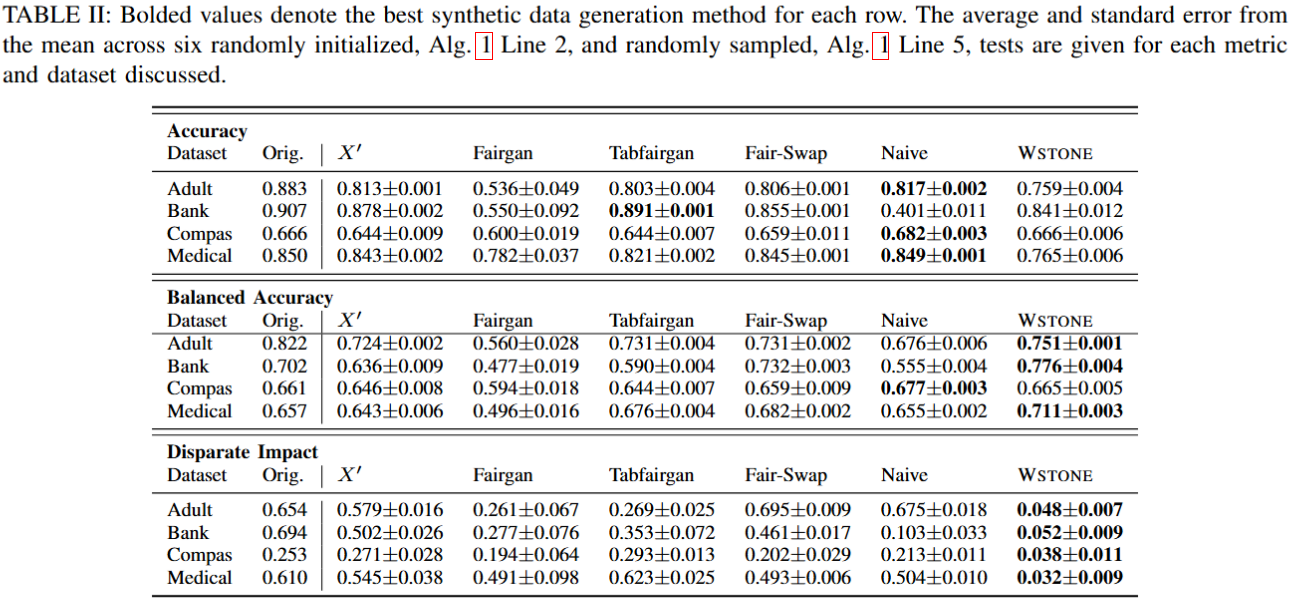 TABLE II: Bolded values denote the best synthetic data generation method for each row. The average and standard error from
the mean across six randomly initialized, Alg. 1 Line 2, and randomly sampled, Alg. 1 Line 5, tests are given for each metric
and dataset discussed.
Accuracy
Dataset Orig. X′ Fairgan Tabfairgan Fair-Swap Naive WSTONE
Adult 0.883 0.813±0.001 0.536±0.049 0.803±0.004 0.806±0.001 0.817±0.002 0.759±0.004
Bank 0.907 0.878±0.002 0.550±0.092 0.891±0.001 0.855±0.001 0.401±0.011 0.841±0.012
Compas 0.666 0.644±0.009 0.600±0.019 0.644±0.007 0.659±0.011 0.682±0.003 0.666±0.006
Medical 0.850 0.843±0.002 0.782±0.037 0.821±0.002 0.845±0.001 0.849±0.001 0.765±0.006
Balanced Accuracy
Dataset Orig. X′ Fairgan Tabfairgan Fair-Swap Naive WSTONE
Adult 0.822 0.724±0.002 0.560±0.028 0.731±0.004 0.731±0.002 0.676±0.006 0.751±0.001
Bank 0.702 0.636±0.009 0.477±0.019 0.590±0.004 0.732±0.003 0.555±0.004 0.776±0.004
Compas 0.661 0.646±0.008 0.594±0.018 0.644±0.007 0.659±0.009 0.677±0.003 0.665±0.005
Medical 0.657 0.643±0.006 0.496±0.016 0.676±0.004 0.682±0.002 0.655±0.002 0.711±0.003
Disparate Impact
Dataset Orig. X′ Fairgan Tabfairgan Fair-Swap Naive WSTONE
Adult 0.654 0.579±0.016 0.261±0.067 0.269±0.025 0.695±0.009 0.675±0.018 0.048±0.007
Bank 0.694 0.502±0.026 0.277±0.076 0.353±0.072 0.461±0.017 0.103±0.033 0.052±0.009
Compas 0.253 0.271±0.028 0.194±0.064 0.293±0.013 0.202±0.029 0.213±0.011 0.038±0.011
Medical 0.610 0.545±0.038 0.491±0.098 0.623±0.025 0.493±0.006 0.504±0.010 0.032±0.009